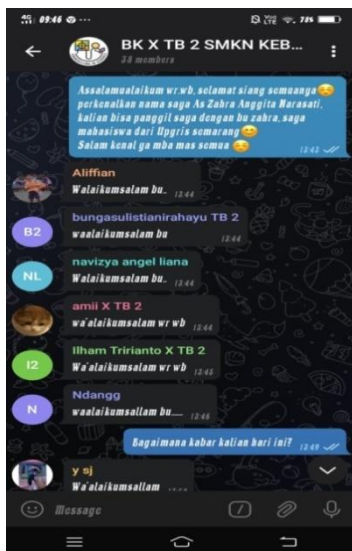 4G 09:46
78%
BK X TB 2 SMKN KEB...
38 members
Assalamualaikum wr.wb, selamat siang semuanya☺️
perkenalkan nama saya As Zahra Anggita Narasati,
kalian bisa panggil saya dengan bu zahra, saya
mahasiswa dari Upgris semarang😊
Salam kenal ya mba mas semua☺️
12:43
Aliffian
Walaikumsalam bu.. 12:44
B2
bungasulistianirahayu TB 2
waalaikumsalam bu 12:44
NL
navizya angel liana
Walaikumsalam bu.. 12:44
amii X TB 2
wa'alaikumsalam wr wb 12:44
I2
Ilham Tririanto X TB 2
Wa'alaikumsalam wr wb 12:45
N
Ndangg
waalaikumsallam bu..... 12:46
Bagaimana kabar kalian hari ini? 12:49
y sj
Wa'alaikumsallam
Message